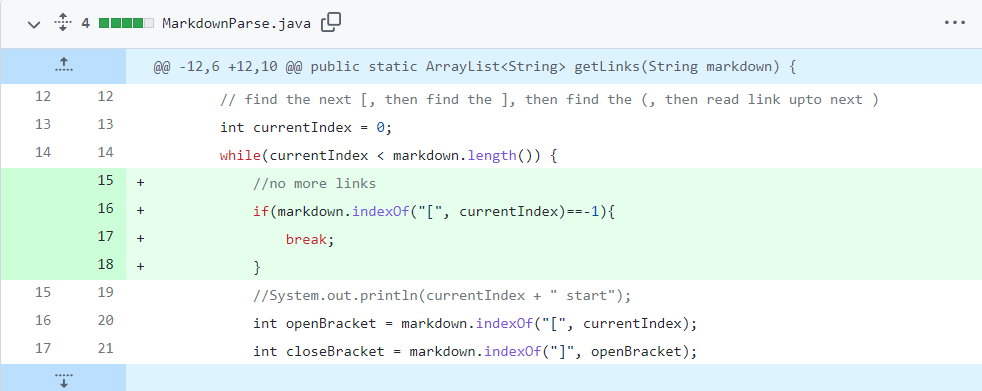 4 MarkdownParse.java
@@ -12,6 +12,10 @@ public static ArrayList<String> getLinks(String markdown) {
12 12 // find the next [, then find the ], then find the (, then read link upto next )
13 13 int currentIndex = 0;
14 14 while(currentIndex < markdown.length()) {
15 + //no more links
16 + if(markdown.indexOf("[", currentIndex)==-1){
17 + break;
18 + }
15 19 //System.out.println(currentIndex + " start");
16 20 int openBracket = markdown.indexOf("[", currentIndex);
17 21 int closeBracket = markdown.indexOf("]", openBracket);